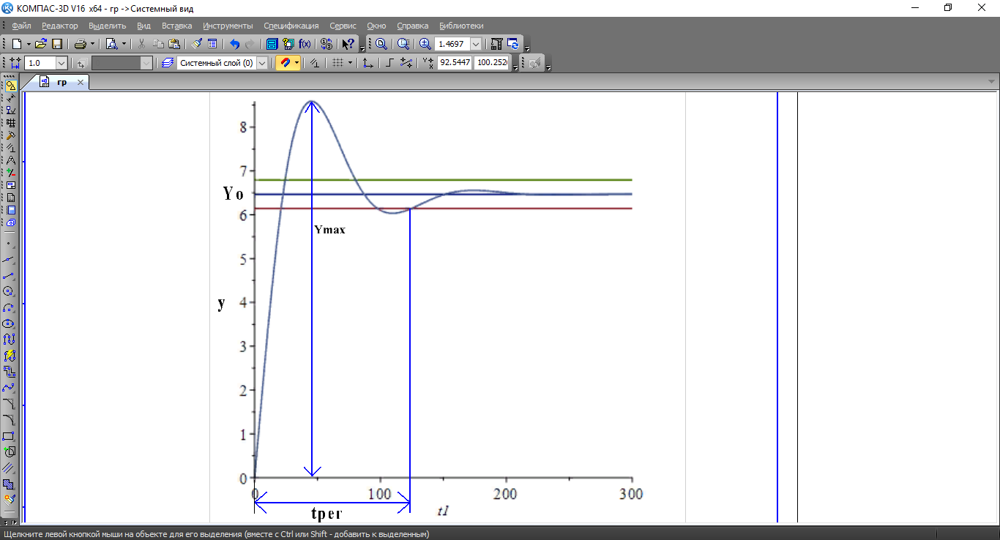 КОМПАС-3D V16 x64 - гр ->Системный вид
Файл Редактор Выделить Вид Вставка Инструменты Спецификация Сервис Окно Справка Библиотеки
f(x) 1.4697
1.0 Системный слой (0) 92.5447 100.252
гр
8
7
Yo
6
Ymax
5
y 4
3
2
1
0
0 100 200 300
tper t1
Щелкните левой кнопкой мыши на объекте для его выделения (вместе с Ctrl или Shift - добавить к выделенным)